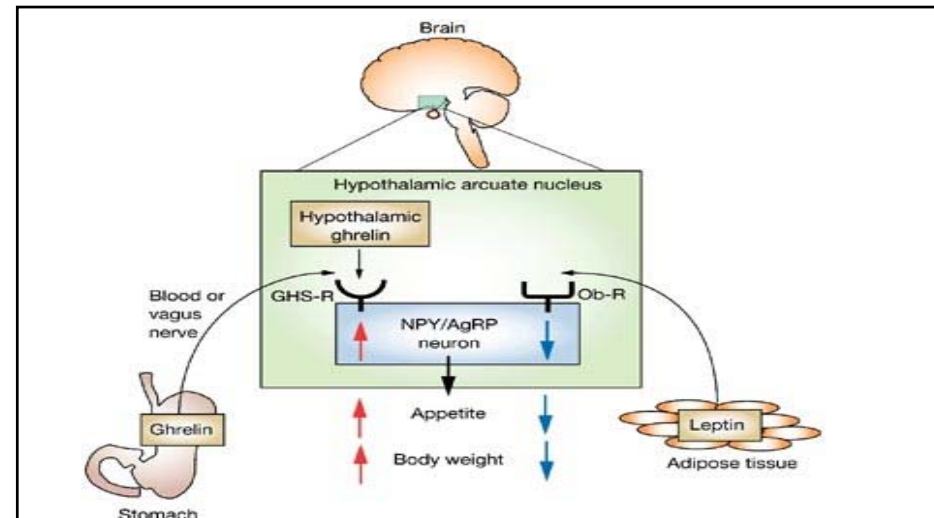 Brain
Hypothalamic arcuate nucleus
Hypothalamic
ghrelin
Blood or
vagus
nerve
GHS-R
Ob-R
NPY/AgRP
neuron
Ghrelin
Appetite
Leptin
Body weight
Adipose tissue
Stomach